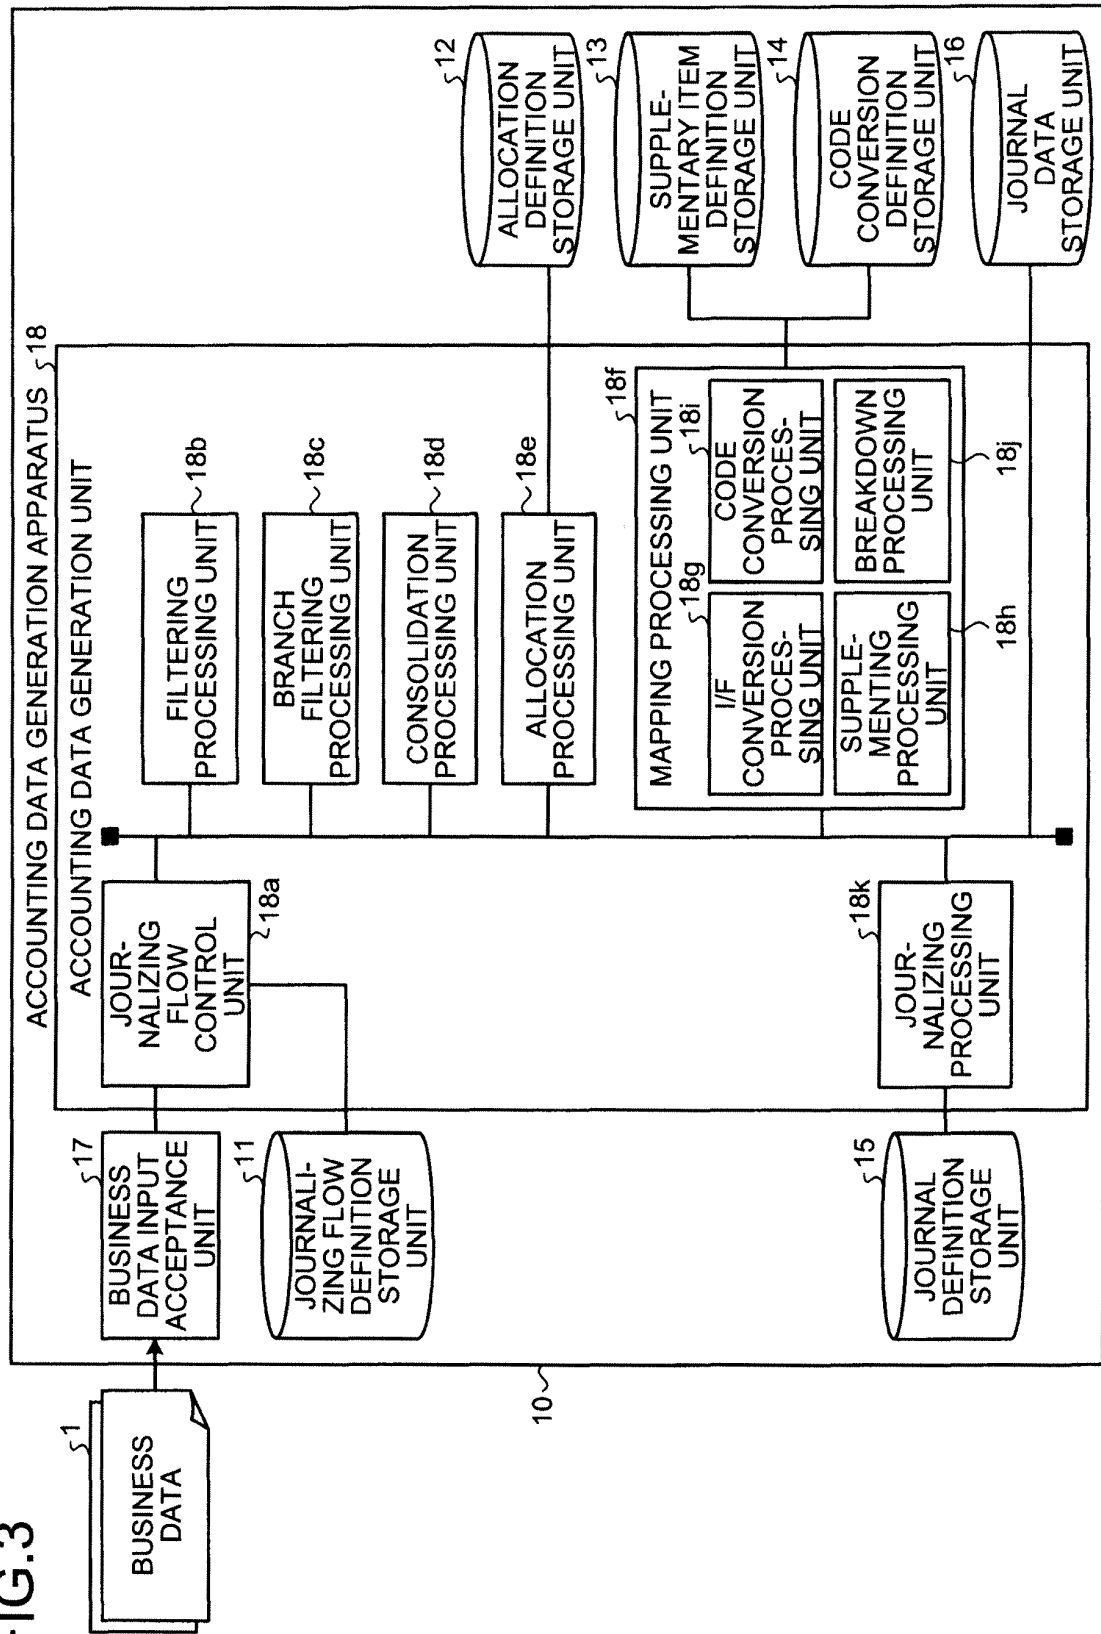 FIG.3
1
BUSINESS
DATA
10
ACCOUNTING DATA GENERATION APPARATUS
18
ACCOUNTING DATA GENERATION UNIT
17
BUSINESS
DATA INPUT
ACCEPTANCE
UNIT
11
JOURNALI-
ZING FLOW
DEFINITION
STORAGE
UNIT
15
JOURNAL
DEFINITION
STORAGE
UNIT
JOUR-
NALIZING
FLOW
CONTROL
UNIT
18a
18k
JOUR-
NALIZING
PROCESSING
UNIT
FILTERING
PROCESSING UNIT
18b
BRANCH
FILTERING
PROCESSING UNIT
18c
CONSOLIDATION
PROCESSING UNIT
18d
ALLOCATION
PROCESSING UNIT
18e
MAPPING PROCESSING UNIT
18f
18g
I/F
CONVERSION
PROCES-
SING UNIT
18i
CODE
CONVERSION
PROCES-
SING UNIT
SUPPLE-
MENTING
PROCESSING
UNIT
18h
BREAKDOWN
PROCESSING
UNIT
18j
12
ALLOCATION
DEFINITION
STORAGE UNIT
13
SUPPLE-
MENTARY ITEM
DEFINITION
STORAGE UNIT
14
CODE
CONVERSION
DEFINITION
STORAGE UNIT
16
JOURNAL
DATA
STORAGE UNIT